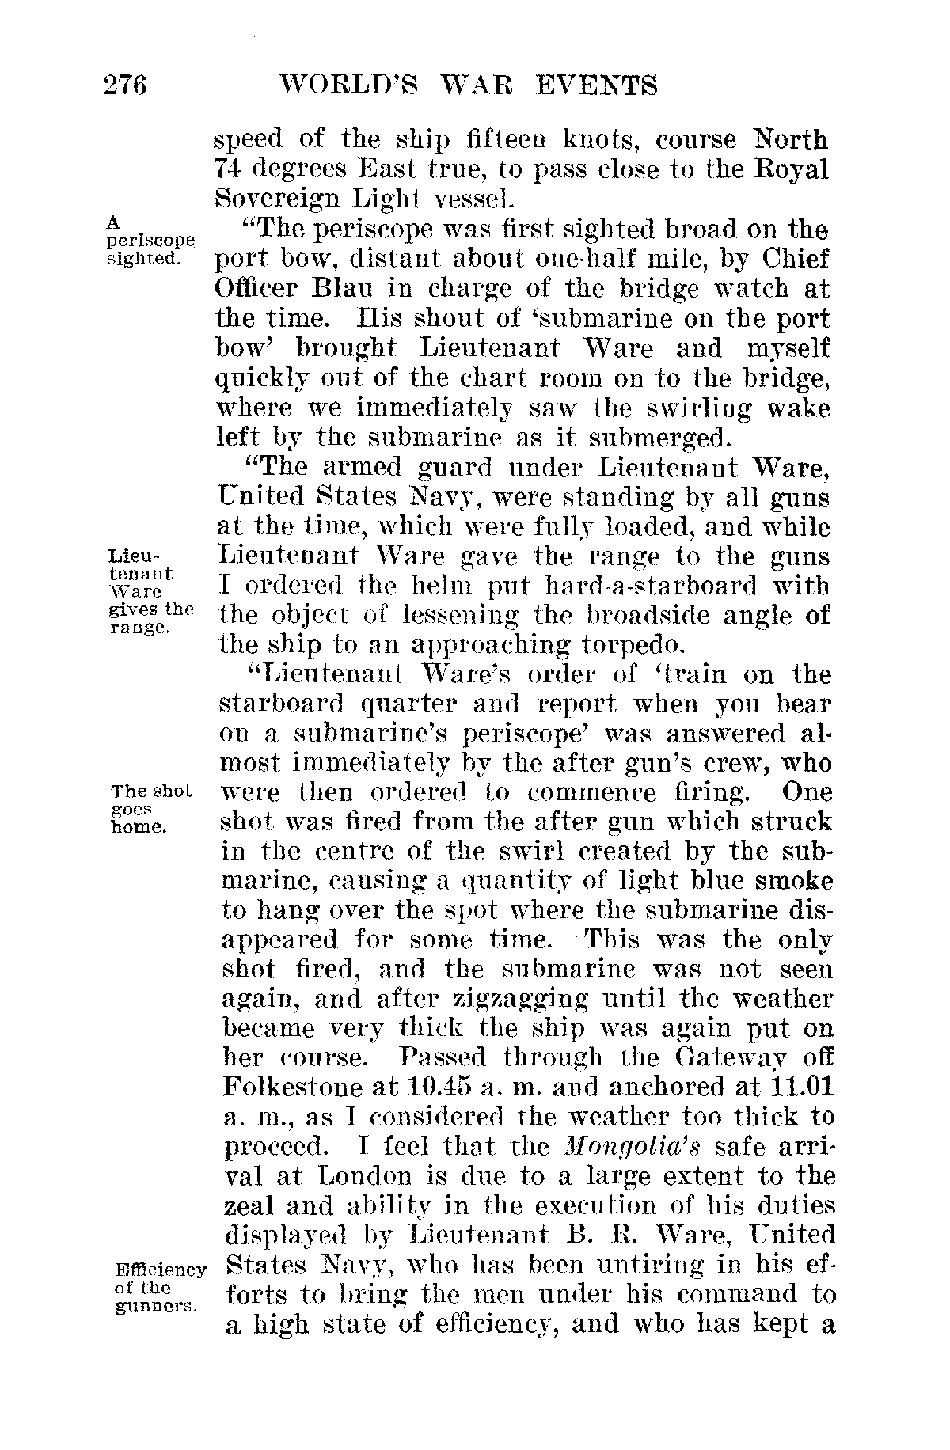 276 WORLD'S WAR EVENTS
speed of the ship fifteen knots, course North
74 degrees East true, to pass close to the Royal
Sovereign Light vessel.
A
periscope
sighted.
"The periscope was first sighted broad on the
port bow, distant about one-half mile, by Chief
Officer Blau in charge of the bridge watch at
the time. His shout of 'submarine on the port
bow' brought Lieutenant Ware and myself
quickly out of the chart room on to the bridge,
where we immediately saw the swirling wake
left by the submarine as it submerged.
"The armed guard under Lieutenant Ware,
United States Navy, were standing by all guns
at the time, which were fully loaded, and while
Lieu-
tenant
Ware
gives the
range.
Lieutenant Ware gave the range to the guns
I ordered the helm put hard-a-starboard with
the object of lessening the broadside angle of
the ship to an approaching torpedo.
"Lieutenant Ware's order of 'train on the
starboard quarter and report when you bear
on a submarine's periscope' was answered al-
most immediately by the after gun's crew, who
The shot
goes
home.
were then ordered to commence firing. One
shot was fired from the after gun which struck
in the centre of the swirl created by the sub-
marine, causing a quantity of light blue smoke
to hang over the spot where the submarine dis-
appeared for some time. This was the only
shot fired, and the submarine was not seen
again, and after zigzagging until the weather
became very thick the ship was again put on
her course. Passed through the Gateway off
Folkestone at 10.45 a. m. and anchored at 11.01
a. m., as I considered the weather too thick to
proceed. I feel that the Mongolia's safe arri-
val at London is due to a large extent to the
zeal and ability in the execution of his duties
displayed by Lieutenant B. R. Ware, United
Efficiency
of the
gunners.
States Navy, who has been untiring in his ef-
forts to bring the men under his command to
a high state of efficiency, and who has kept a